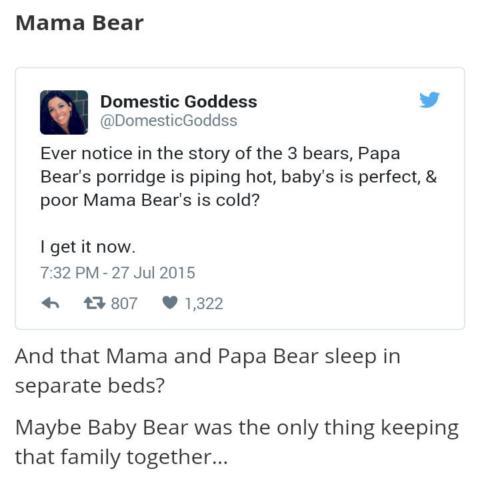 Mama Bear
Domestic Goddess
@DomesticGoddss
Ever notice in the story of the 3 bears, Papa
Bear's porridge is piping hot, baby's is perfect, &
poor Mama Bear's is cold?
I get it now.
7:32 PM - 27 Jul 2015
807 1,322
And that Mama and Papa Bear sleep in
separate beds?
Maybe Baby Bear was the only thing keeping
that family together...